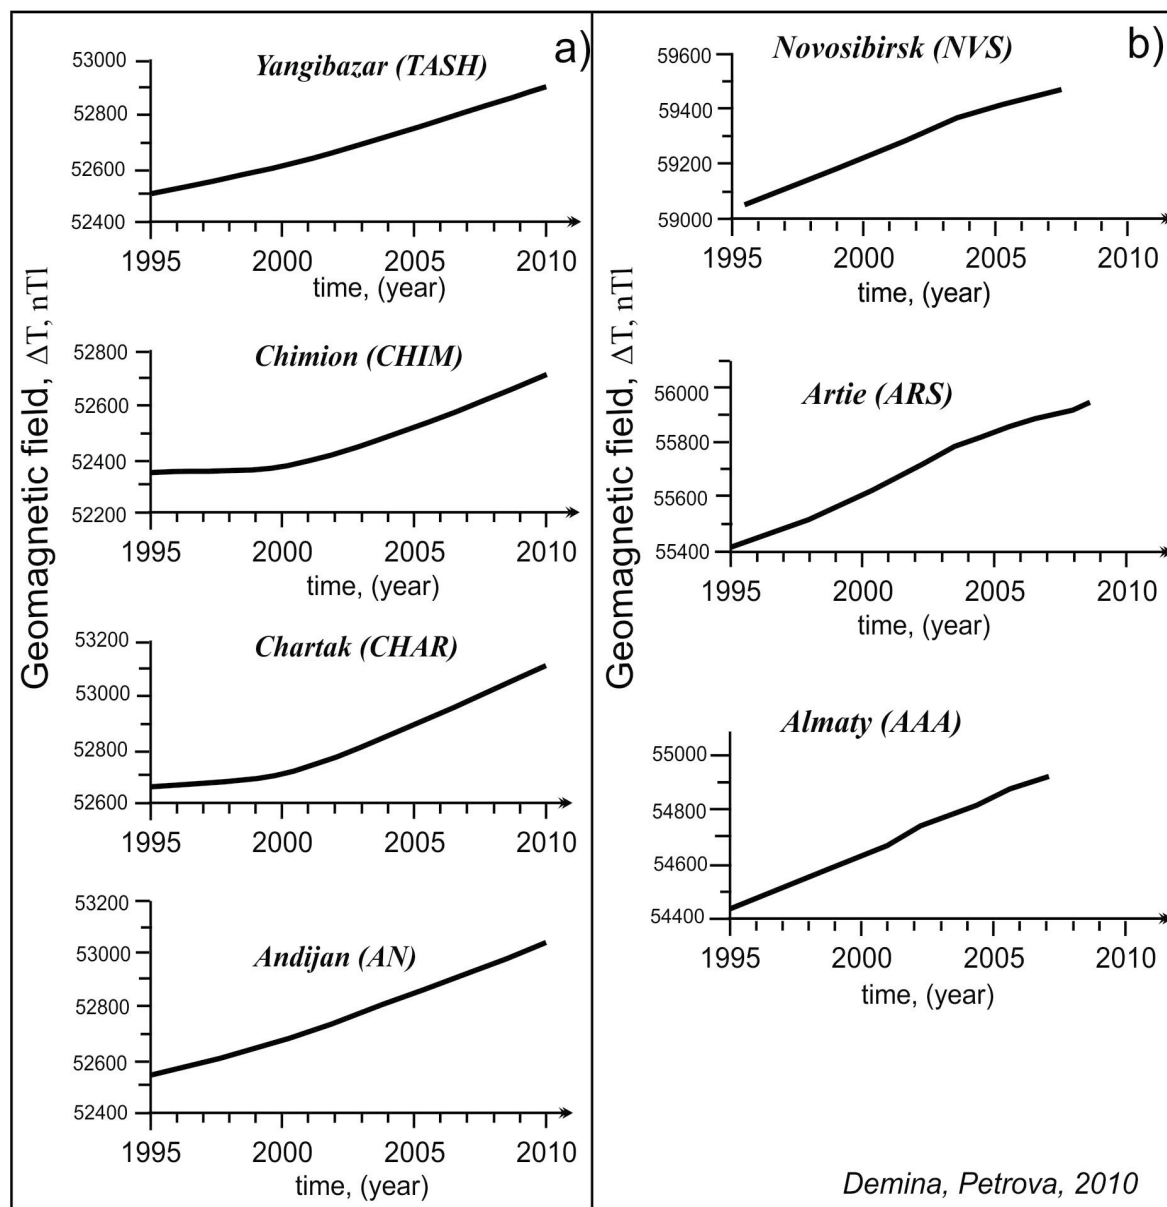 a)
Geomagnetic field, ΔT, nTl
Yangibazar (TASH)
53000
52800
52600
52400
1995 2000 2005 2010
time, (year)
Chimion (CHIM)
52800
52600
52400
52200
1995 2000 2005 2010
time, (year)
Chartak (CHAR)
53200
53000
52800
52600
1995 2000 2005 2010
Andijan (AN)
53200
53000
52800
52600
52400
1995 2000 2005 2010
time, (year)
b)
Geomagnetic field, ΔT, nTl
Novosibirsk (NVS)
59600
59400
59200
59000
1995 2000 2005 2010
time, (year)
Artie (ARS)
56000
55800
55600
55400
1995 2000 2005 2010
time, (year)
Almaty (AAA)
55000
54800
54600
54400
1995 2000 2005 2010
time, (year)
Demina, Petrova, 2010